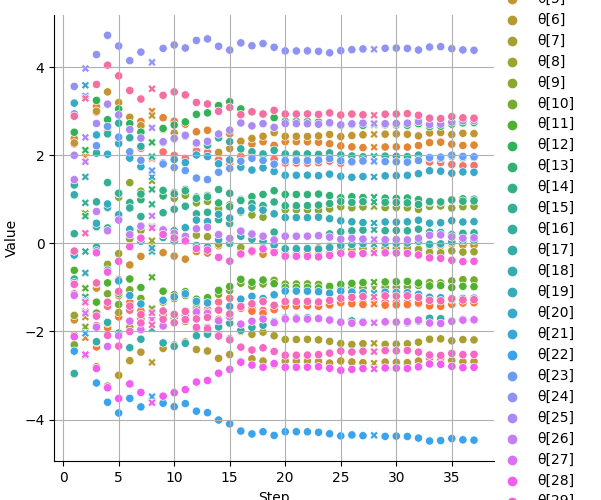 θ[5]
θ[6]
θ[7]
θ[8]
θ[9]
θ[10]
θ[11]
θ[12]
θ[13]
θ[14]
θ[15]
θ[16]
θ[17]
θ[18]
θ[19]
θ[20]
θ[21]
θ[22]
θ[23]
θ[24]
θ[25]
θ[26]
θ[27]
θ[28]
θ[29]
4
2
0
−2
−4
Value
0 5 10 15 20 25 30 35
Step